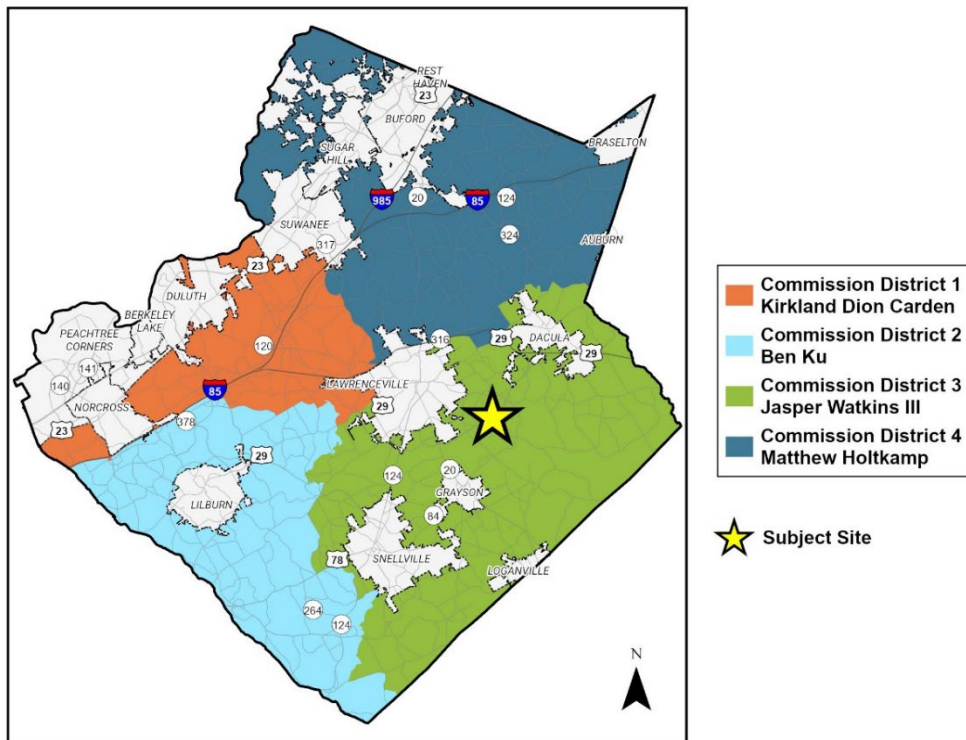 REST
HAVEN
23
BUFORD
BRASELTON
SUGAR
HILL
985
20
85
124
SUWANEE
324
AUBURN
317
23
DULUTH
BERKELEY
LAKE
PEACHTREE
CORNERS
141
140
120
316
29
DACULA
29
LAWRENCEVILLE
85
29
NORCROSS
23
378
29
LILBURN
124
20
GRAYSON
84
78
SNELLVILLE
LOGANVILLE
264
124
N
Commission District 1
Kirkland Dion Carden
Commission District 2
Ben Ku
Commission District 3
Jasper Watkins III
Commission District 4
Matthew Holtkamp
Subject Site